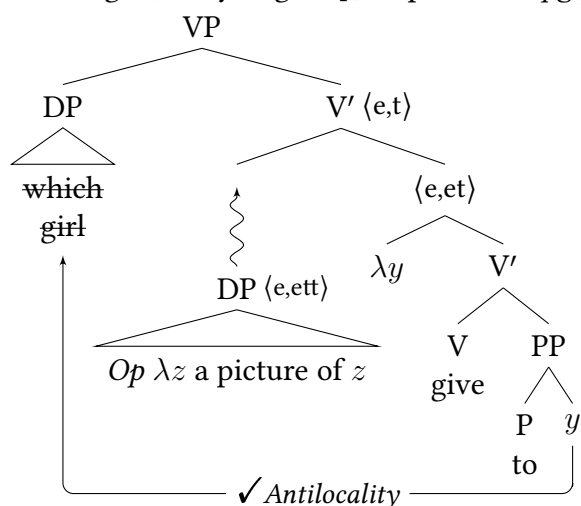 VP
DP V′ ⟨e,t⟩
which
girl
⟨e,et⟩
λy V′
DP ⟨e,ett⟩
Op λz a picture of z
V PP
give
P y
to
✓Antilocality